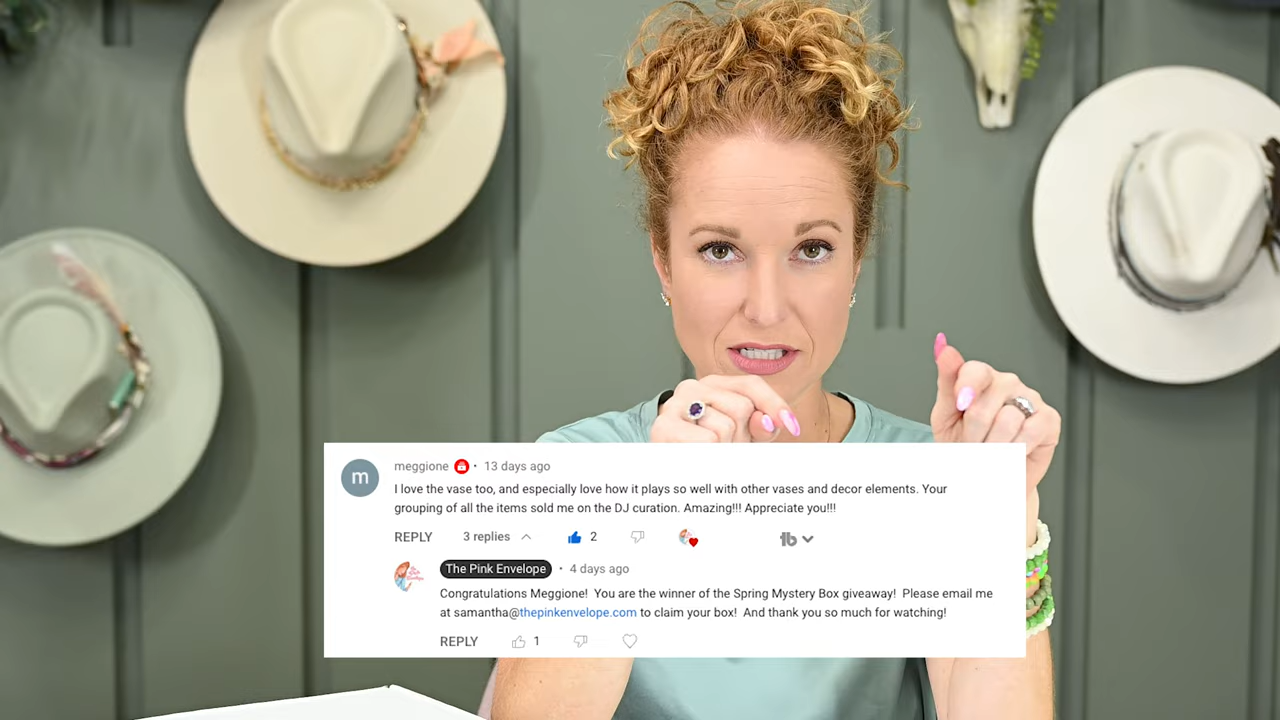 m
meggione • 13 days ago
I love the vase too, and especially love how it plays so well with other vases and decor elements. Your
grouping of all the items sold me on the DJ curation. Amazing!!! Appreciate you!!!
REPLY 3 replies 2
The Pink Envelope • 4 days ago
Congratulations Meggione! You are the winner of the Spring Mystery Box giveaway! Please email me
at samantha@thepinkenvelope.com to claim your box! And thank you so much for watching!
REPLY 1